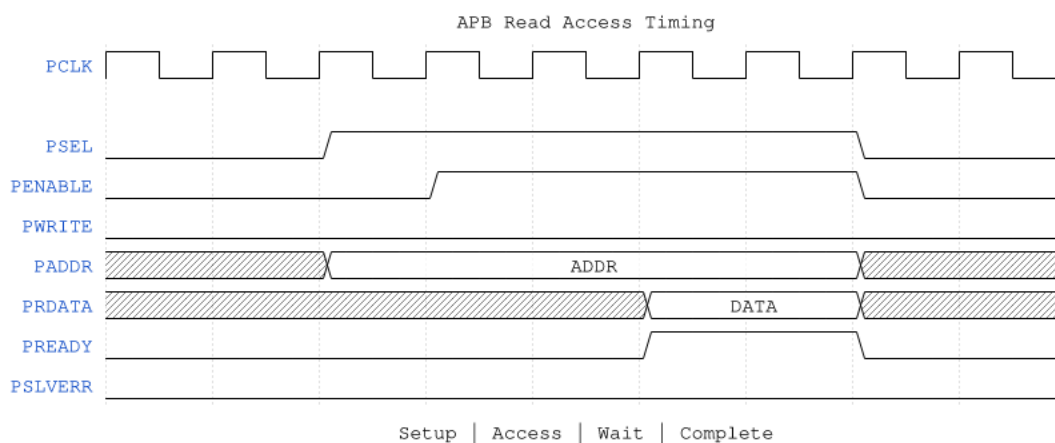 APB Read Access Timing
PCLK
PSEL
PENABLE
PWRITE
PADDR ADDR
PRDATA DATA
PREADY
PSLVERR
Setup | Access | Wait | Complete